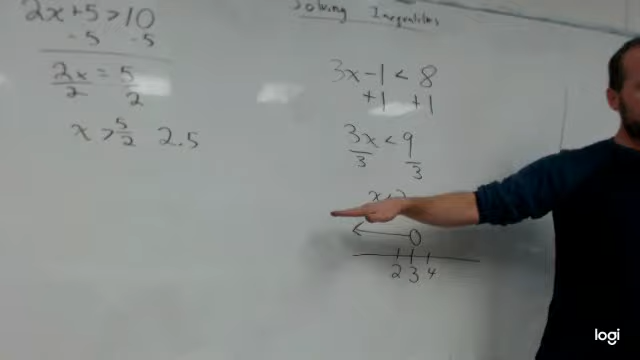 2x+5>10
-5 -5
2x = 5
2 2
x > 5/2 2.5
Solving Inequalities
3x-1 < 8
+1 +1
3x < 9
3 3
2 3 4
logi